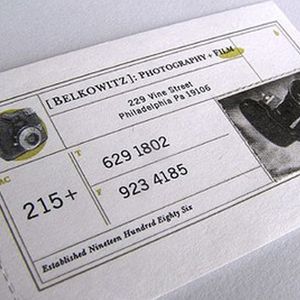 [BELKOWITZ]: PHOTOGRAPHY + FILM
229 Vine Street
Philadelphia Pa 19106
AC
215+
T
629 1802
F
923 4185
Established Nineteen Hundred Eighty Six